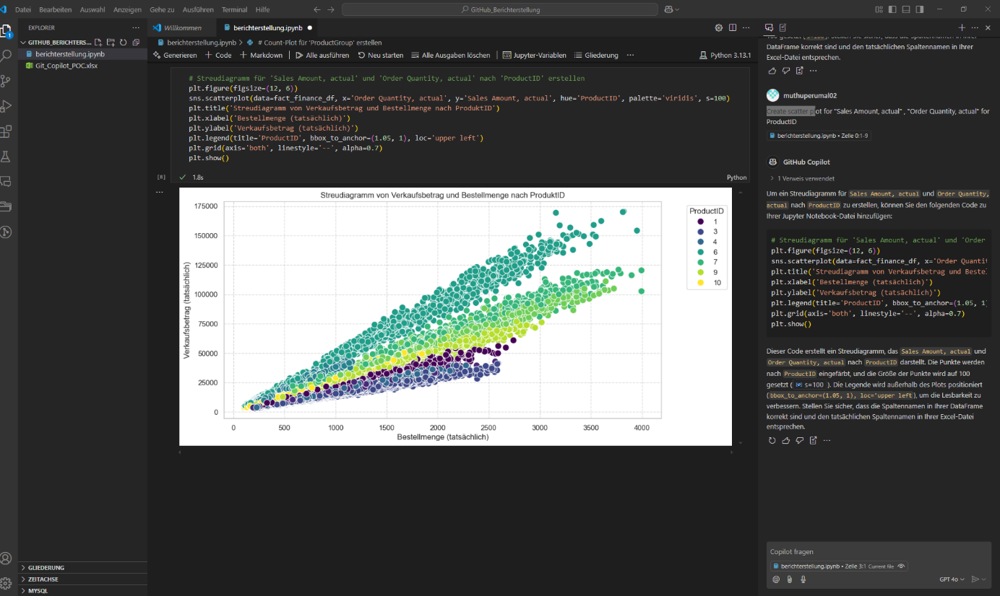 Datei Bearbeiten Auswahl Anzeigen Gehe zu Ausführen Terminal Hilfe
GitHub_Berichterstellung
EXPLORER
GITHUB_BERICHTERS...
berichterstellung.ipynb
Git_Copilot_POC.xlsx
GLIEDERUNG
ZEITACHSE
MYSQL
1
Willkommen
berichterstellung.ipynb
berichterstellung.ipynb > # Count-Plot für 'ProductGroup' erstellen
Generieren + Code + Markdown Alle ausführen Neu starten Alle Ausgaben löschen Jupyter-Variablen Gliederung ... Python 3.13.1
# Streudiagramm für 'Sales Amount, actual' und 'Order Quantity, actual' nach 'ProductID' erstellen
plt.figure(figsize=(12, 6))
sns.scatterplot(data=fact_finance_df, x='Order Quantity, actual', y='Sales Amount, actual', hue='ProductID', palette='viridis', s=100)
plt.title('Streudiagramm von Verkaufsbetrag und Bestellmenge nach ProduktID')
plt.xlabel('Bestellmenge (tatsächlich)')
plt.ylabel('Verkaufsbetrag (tatsächlich)')
plt.legend(title='ProductID', bbox_to_anchor=(1.05, 1), loc='upper left')
plt.grid(axis='both', linestyle='--', alpha=0.7)
plt.show()
[8] 1.8s Python
Streudiagramm von Verkaufsbetrag und Bestellmenge nach ProduktID
Verkaufsbetrag (tatsächlich)
175000
150000
125000
100000
75000
50000
25000
0
0 500 1000 1500 2000 2500 3000 3500 4000
Bestellmenge (tatsächlich)
ProductID
1
3
4
6
7
9
10
DataFrame korrekt sind und den tatsächlichen Spaltennamen in Ihrer
Excel-Datei entsprechen.
muthuperumal02
Create scatter plot for "Sales Amount, actual" , "Order Quantity, actual" for
ProductID
berichterstellung.ipynb • Zelle 0:1-9
GitHub Copilot
> 1 Verweis verwendet
Um ein Streudiagramm für Sales Amount, actual und Order Quantity,
actual nach ProductID zu erstellen, können Sie den folgenden Code zu
Ihrer Jupyter Notebook-Datei hinzufügen:
# Streudiagramm für 'Sales Amount, actual' und 'Order
plt.figure(figsize=(12, 6))
sns.scatterplot(data=fact_finance_df, x='Order Quantit
plt.title('Streudiagramm von Verkaufsbetrag und Bestel
plt.xlabel('Bestellmenge (tatsächlich)')
plt.ylabel('Verkaufsbetrag (tatsächlich)')
plt.legend(title='ProductID', bbox_to_anchor=(1.05, 1)
plt.grid(axis='both', linestyle='--', alpha=0.7)
plt.show()
Dieser Code erstellt ein Streudiagramm, das Sales Amount, actual und
Order Quantity, actual nach ProductID darstellt. Die Punkte werden
nach ProductID eingefärbt, und die Größe der Punkte wird auf 100
gesetzt ( s=100 ). Die Legende wird außerhalb des Plots positioniert
(bbox_to_anchor=(1.05, 1), loc='upper left), um die Lesbarkeit zu
verbessern. Stellen Sie sicher, dass die Spaltennamen in Ihrer DataFrame
korrekt sind und den tatsächlichen Spaltennamen in Ihrer Excel-Datei
entsprechen.
Copilot fragen
berichterstellung.ipynb • Zelle 3:1 Current file
GPT 4o